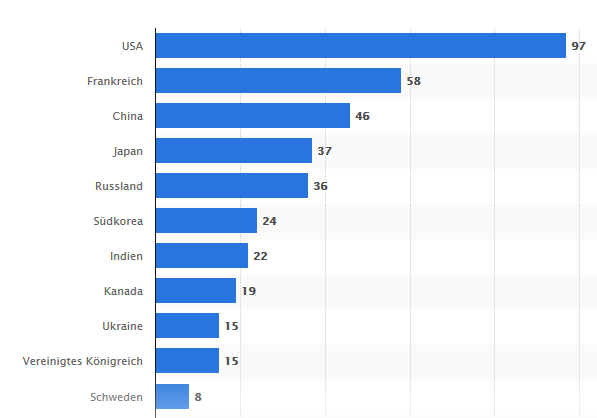 USA 97
Frankreich 58
China 46
Japan 37
Russland 36
Südkorea 24
Indien 22
Kanada 19
Ukraine 15
Vereinigtes Königreich 15
Schweden 8